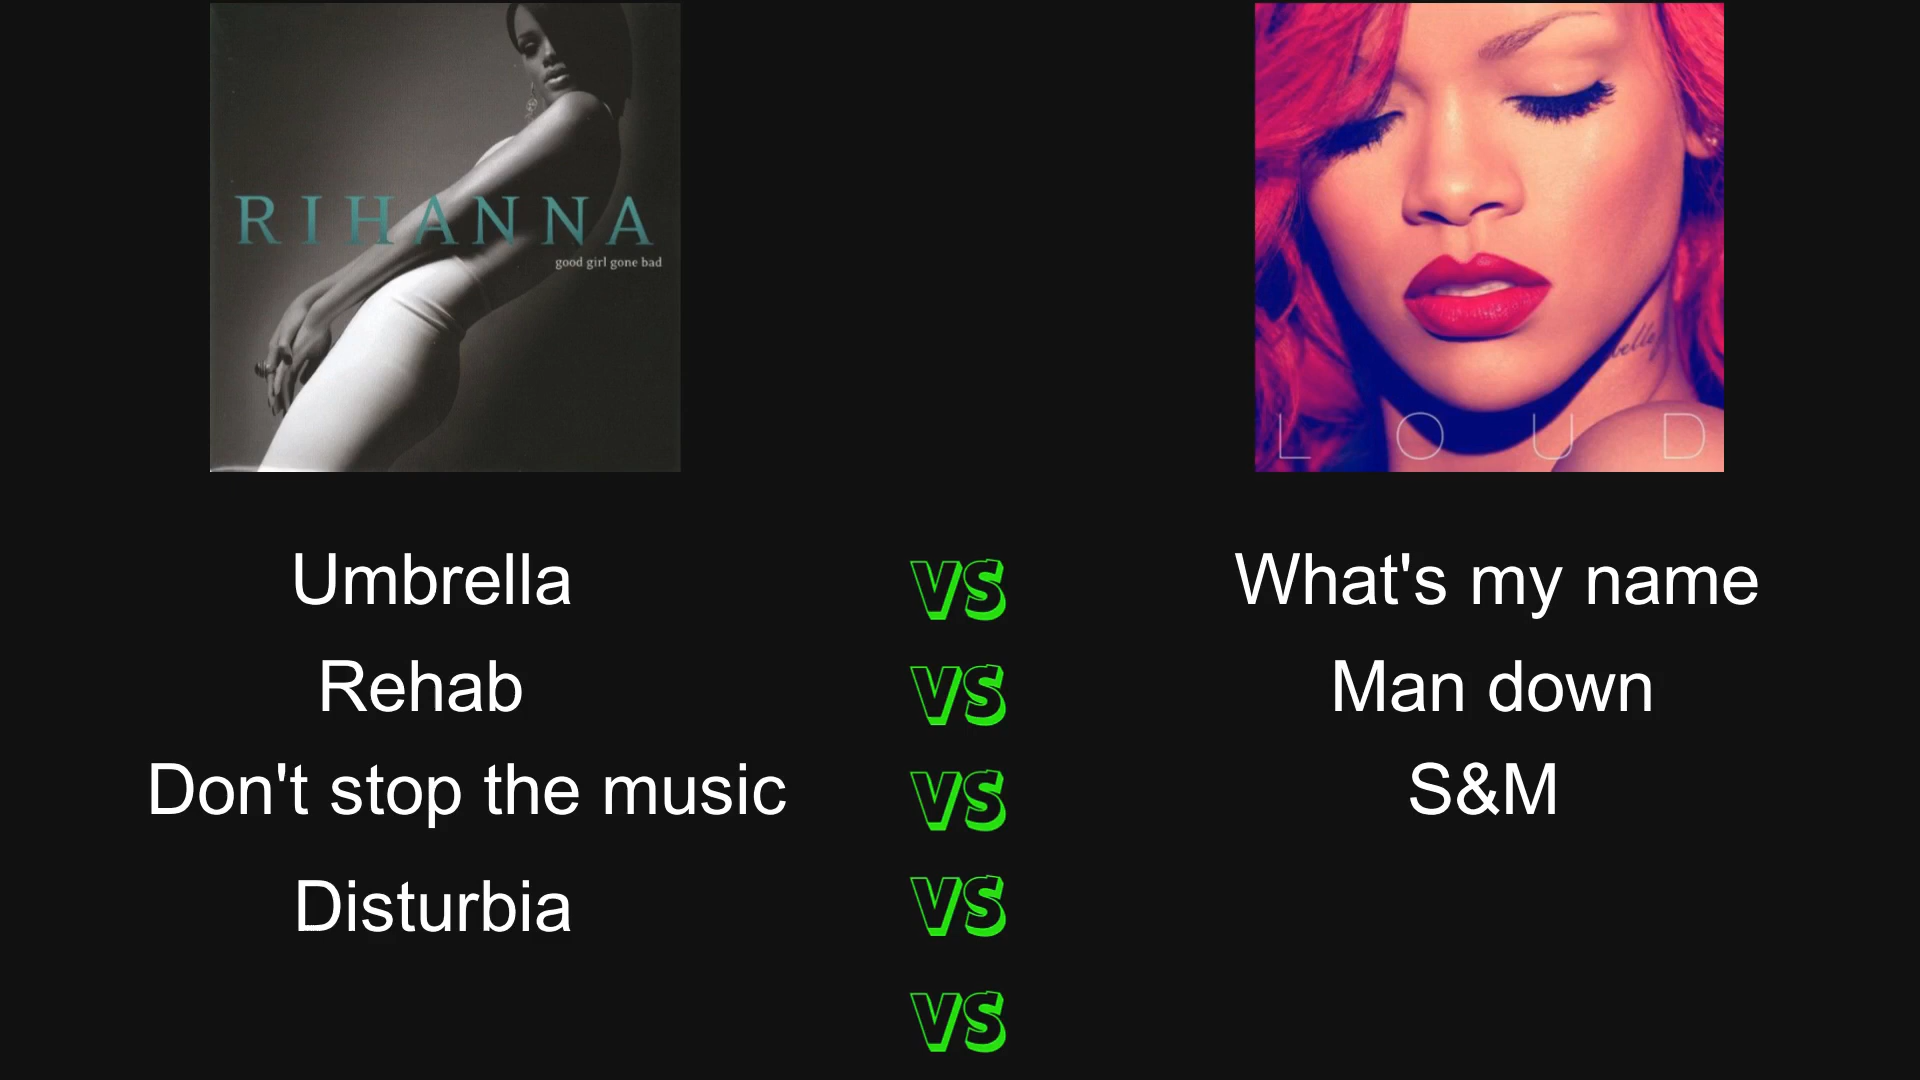 RIHANNA
good girl gone bad
LOUD
Umbrella VS What's my name
Rehab VS Man down
Don't stop the music VS S&M
Disturbia VS
VS